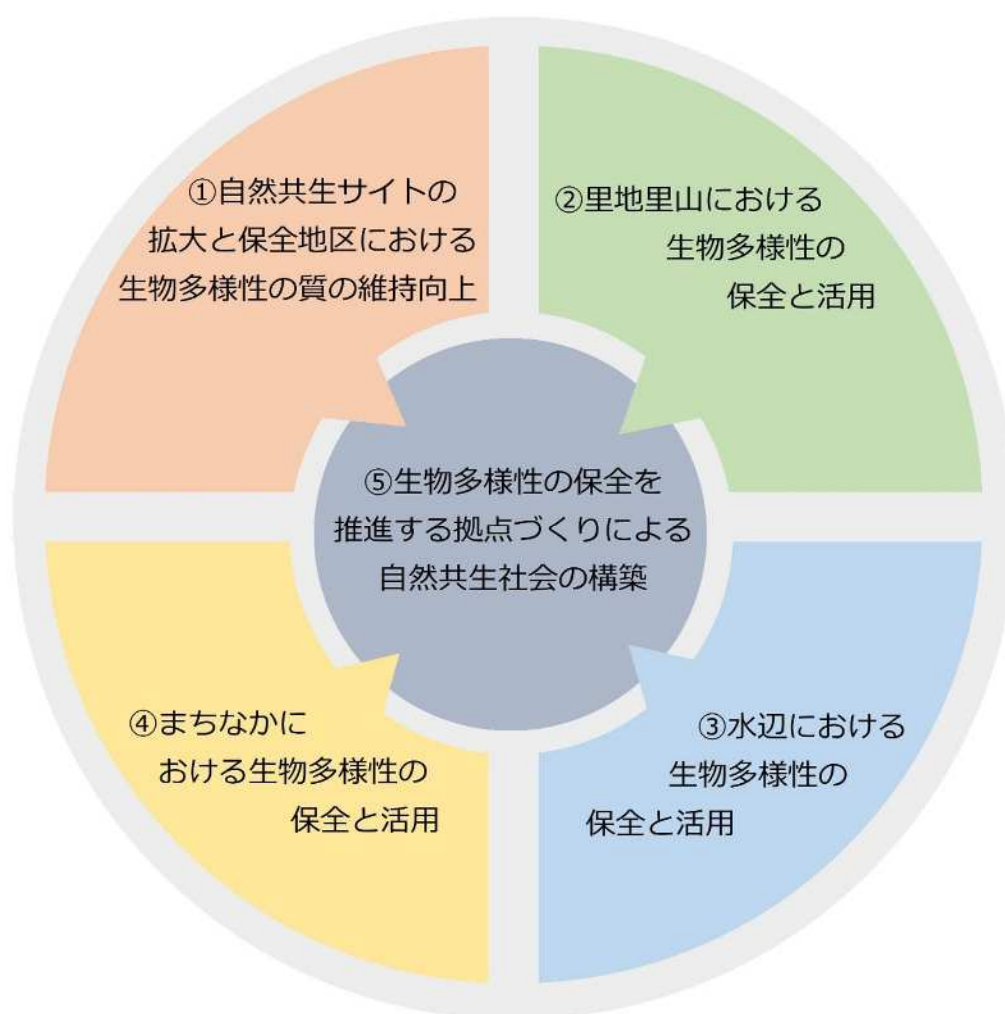 ①自然共生サイトの
拡大と保全地区における
生物多様性の質の維持向上
②里地里山における
生物多様性の
保全と活用
③水辺における
生物多様性の
保全と活用
④まちなかに
おける生物多様性の
保全と活用
⑤生物多様性の保全を
推進する拠点づくりによる
自然共生社会の構築